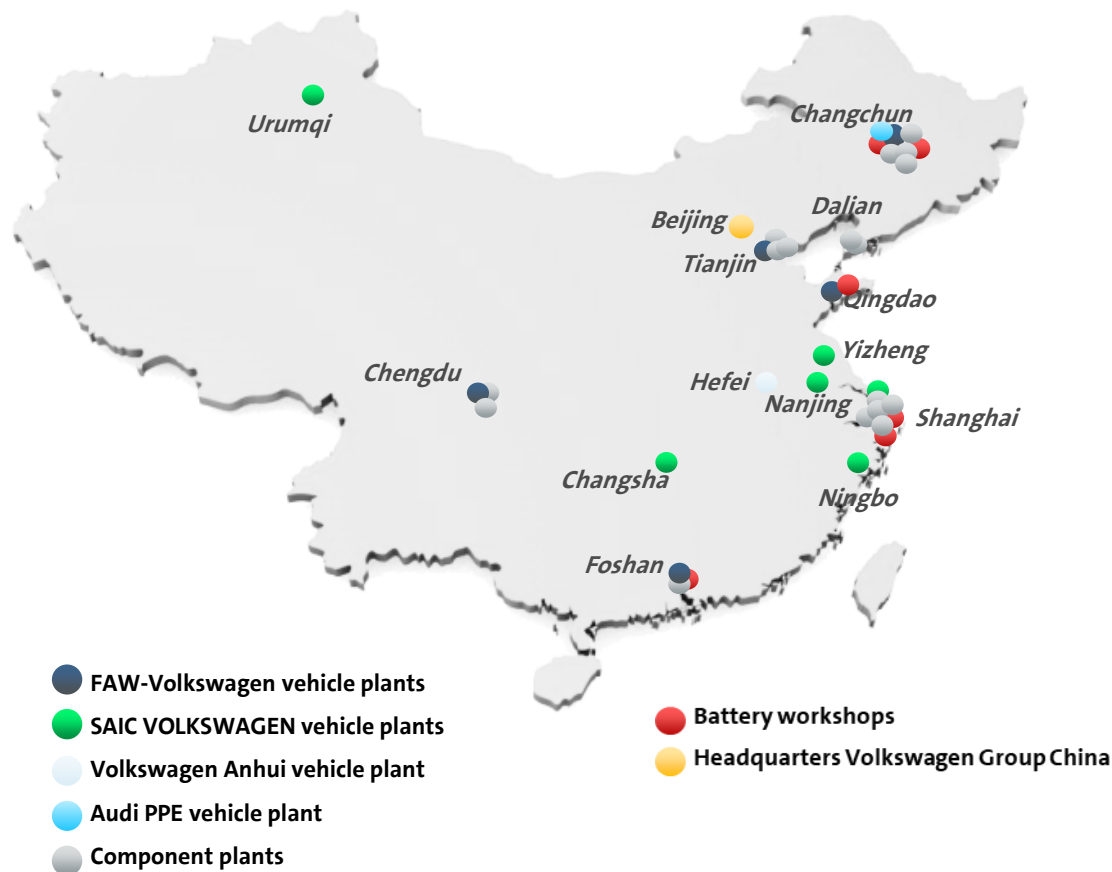 Changchun
Urumqi
Dalian
Beijing
Tianjin
Qingdao
Yizheng
Chengdu
Hefei
Nanjing
Shanghai
Changsha
Ningbo
Foshan
FAW-Volkswagen vehicle plants
SAIC VOLKSWAGEN vehicle plants
Volkswagen Anhui vehicle plant
Audi PPE vehicle plant
Component plants
Battery workshops
Headquarters Volkswagen Group China